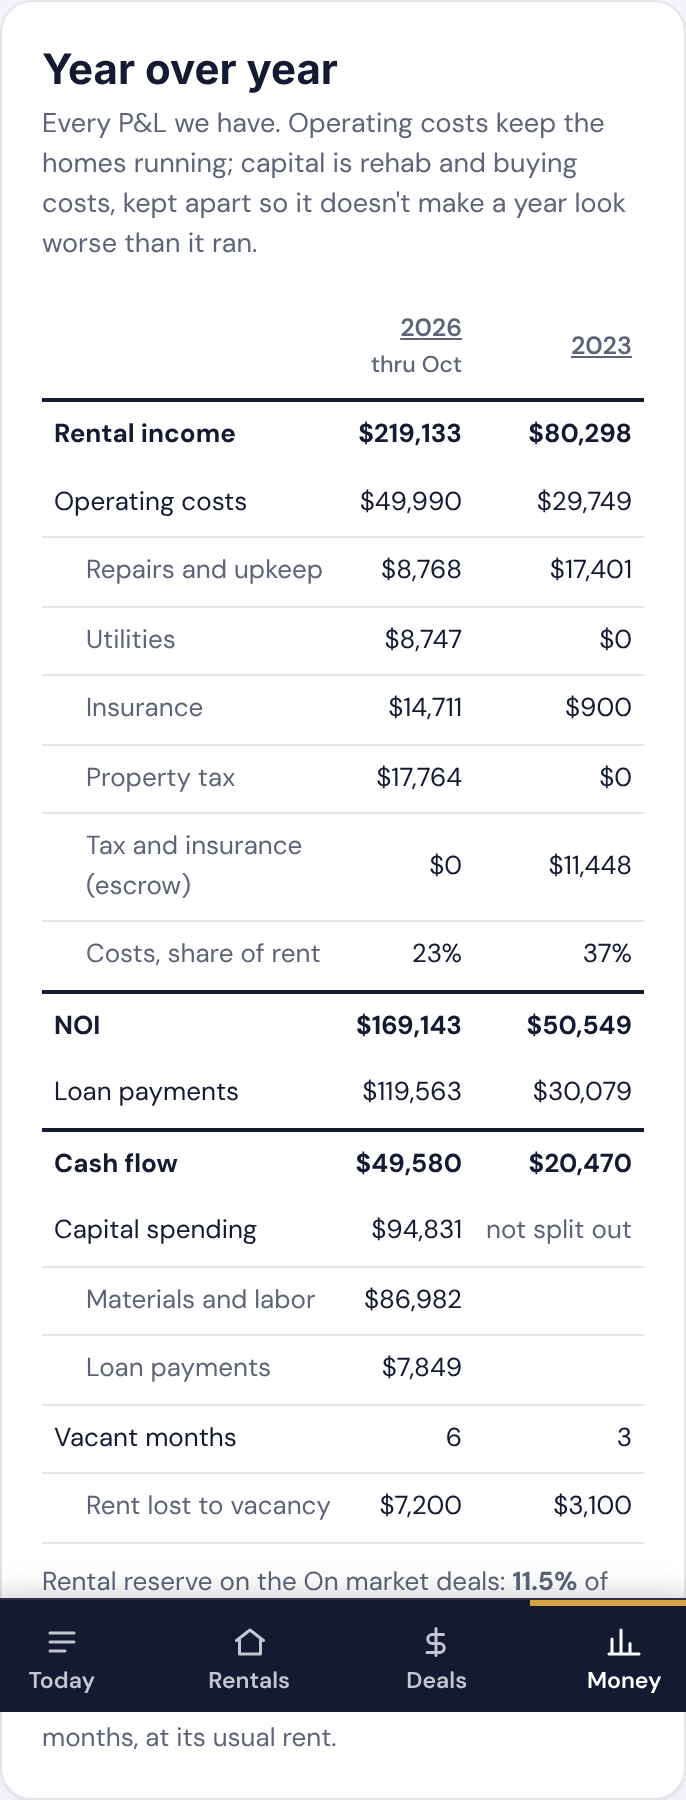 Year over year
Every P&L we have. Operating costs keep the
homes running; capital is rehab and buying
costs, kept apart so it doesn't make a year look
worse than it ran.
2026 2023
thru Oct
Rental income $219,133 $80,298
Operating costs $49,990 $29,749
Repairs and upkeep $8,768 $17,401
Utilities $8,747 $0
Insurance $14,711 $900
Property tax $17,764 $0
Tax and insurance
(escrow) $0 $11,448
Costs, share of rent 23% 37%
NOI $169,143 $50,549
Loan payments $119,563 $30,079
Cash flow $49,580 $20,470
Capital spending $94,831 not split out
Materials and labor $86,982
Loan payments $7,849
Vacant months 6 3
Rent lost to vacancy $7,200 $3,100
Rental reserve on the On market deals: 11.5% of
Today Rentals Deals Money
months, at its usual rent.